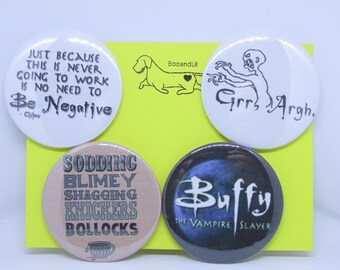 JUST BECAUSE
THIS IS NEVER
GOING TO WORK
IS NO NEED TO
Be Negative
BooandLil
Grr, Argh.
SODDING
BLIMEY
SHAGGING
KNICKERS
BOLLOCKS
Buffy
THE VAMPIRE SLAYER